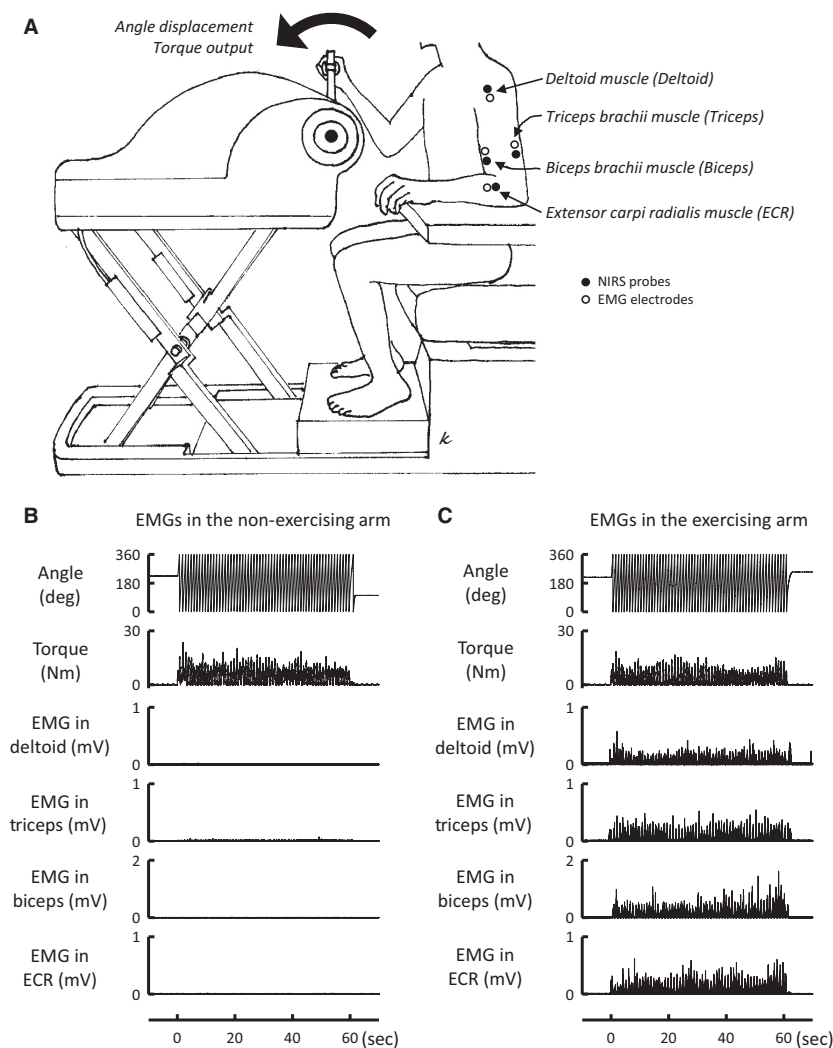 A
Angle displacement
Torque output
Deltoid muscle (Deltoid)
Triceps brachii muscle (Triceps)
Biceps brachii muscle (Biceps)
Extensor carpi radialis muscle (ECR)
NIRS probes
EMG electrodes
k
B
EMGs in the non-exercising arm
Angle
(deg)
360
180
0
Torque
(Nm)
30
0
EMG in
deltoid (mV)
1
0
EMG in
triceps (mV)
1
0
EMG in
biceps (mV)
2
0
EMG in
ECR (mV)
1
0
0 20 40 60 (sec)
C
EMGs in the exercising arm
Angle
(deg)
360
180
0
Torque
(Nm)
30
0
EMG in
deltoid (mV)
1
0
EMG in
triceps (mV)
1
0
EMG in
biceps (mV)
2
0
EMG in
ECR (mV)
1
0
0 20 40 60 (sec)